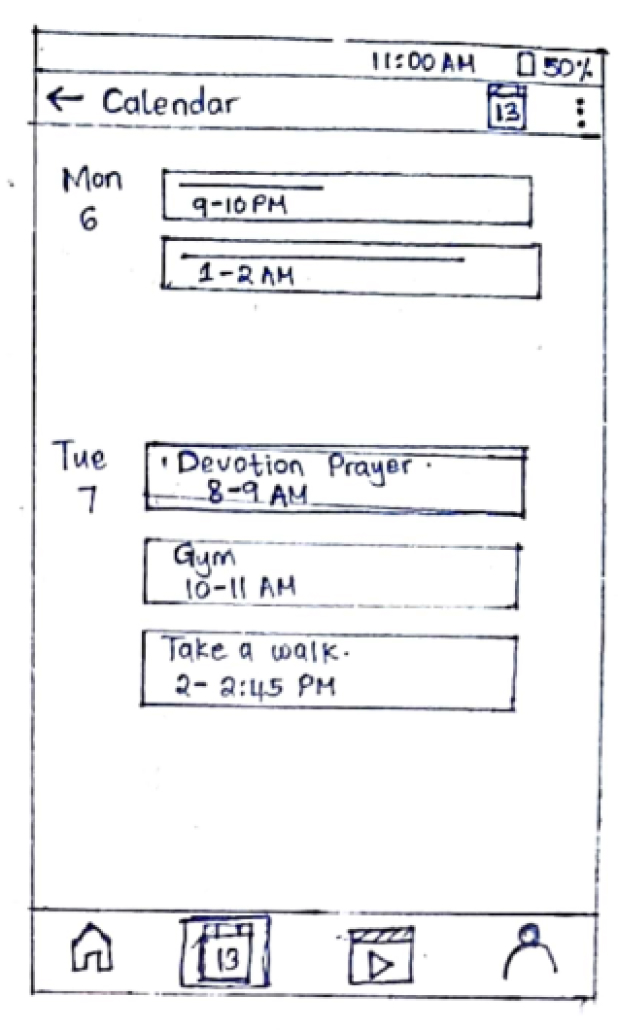 11:00 AM 50%
← Calendar 13
Mon
6
9-10 PM
1-2 AM
Tue
7
Devotion Prayer.
8-9 AM
Gym
10-11 AM
Take a walk.
2- 2:45 PM
13